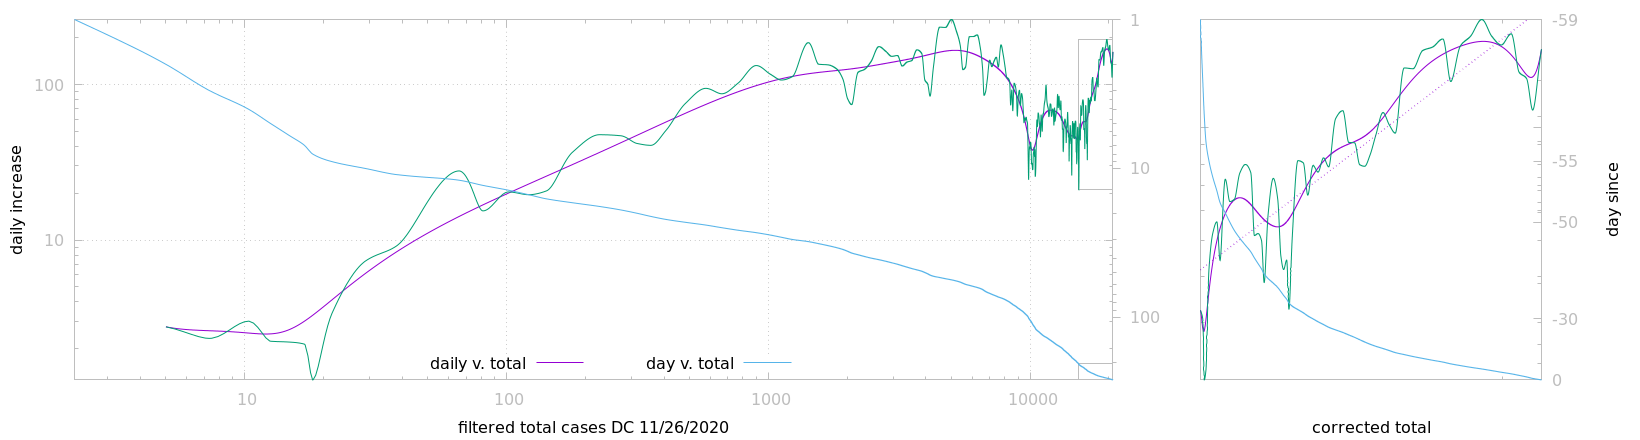 daily increase
100
10
1
10
100
daily v. total
day v. total
10
100
1000
10000
filtered total cases DC 11/26/2020
-59
-55
-50
-30
0
day since
corrected total